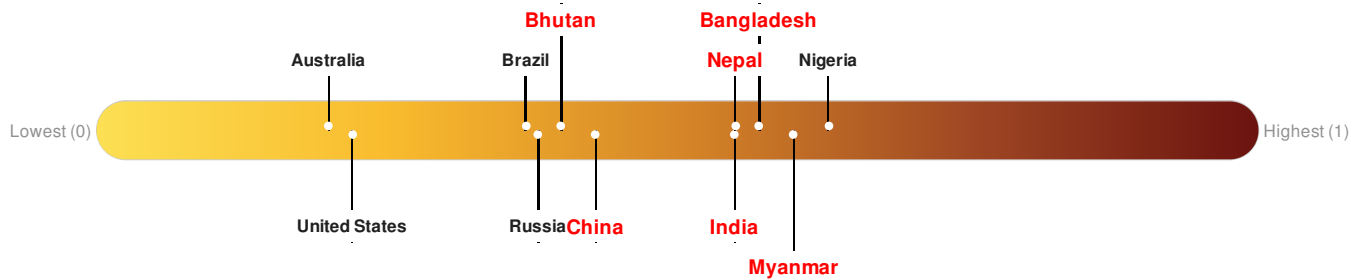 Bhutan Bangladesh
Australia Brazil Nepal Nigeria
Lowest (0) Highest (1)
United States Russia China India
Myanmar